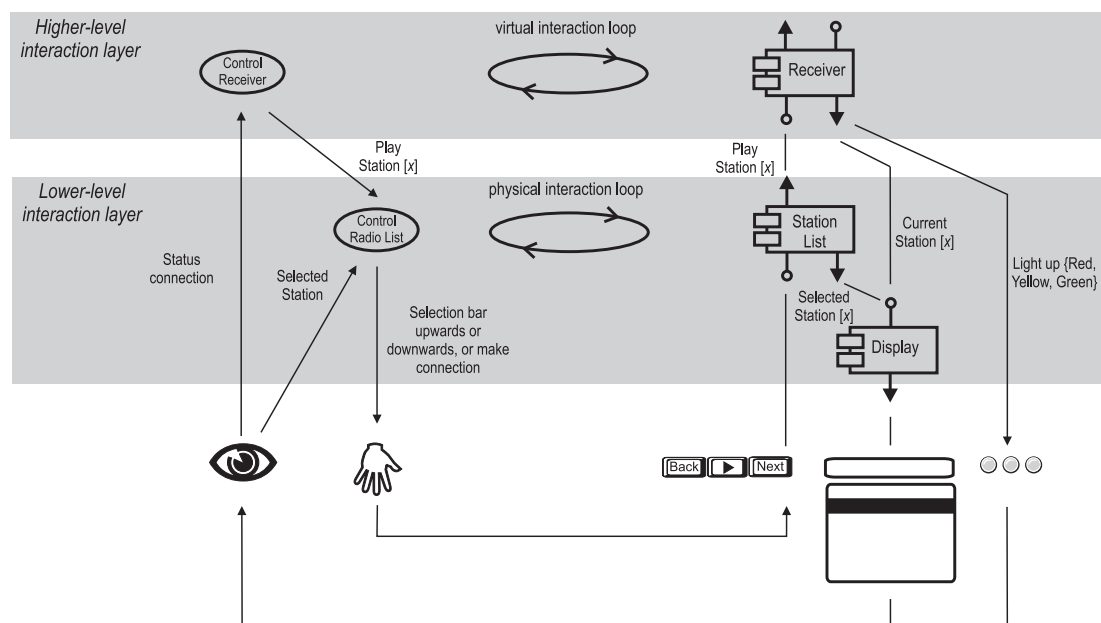 Higher-level
interaction layer
virtual interaction loop
Control
Receiver
Receiver
Play
Station [x]
Play
Station [x]
Lower-level
interaction layer
physical interaction loop
Control
Radio List
Station
List
Current
Station [x]
Status
connection
Selected
Station
Light up {Red,
Yellow, Green}
Selected
Station [x]
Selection bar
upwards or
downwards, or make
connection
Display
Back
Next